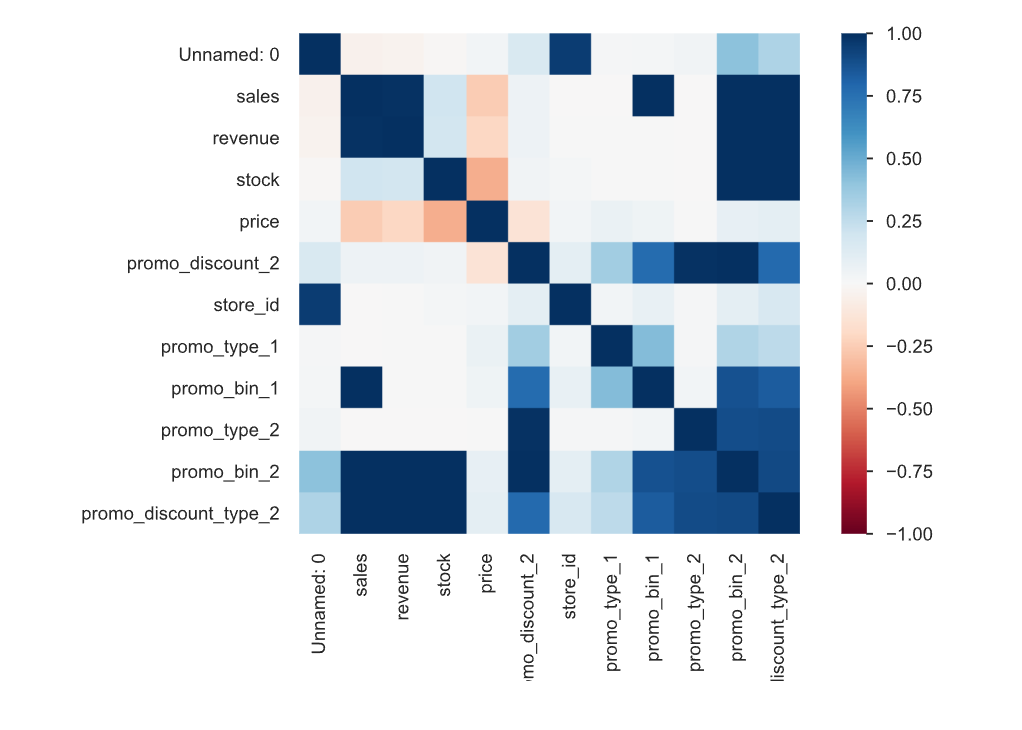 Unnamed: 0
sales
revenue
stock
price
promo_discount_2
store_id
promo_type_1
promo_bin_1
promo_type_2
promo_bin_2
promo_discount_type_2
Unnamed: 0
sales
revenue
stock
price
omo_discount_2
store_id
promo_type_1
promo_bin_1
promo_type_2
promo_bin_2
liscount_type_2
1.00
0.75
0.50
0.25
0.00
−0.25
−0.50
−0.75
−1.00